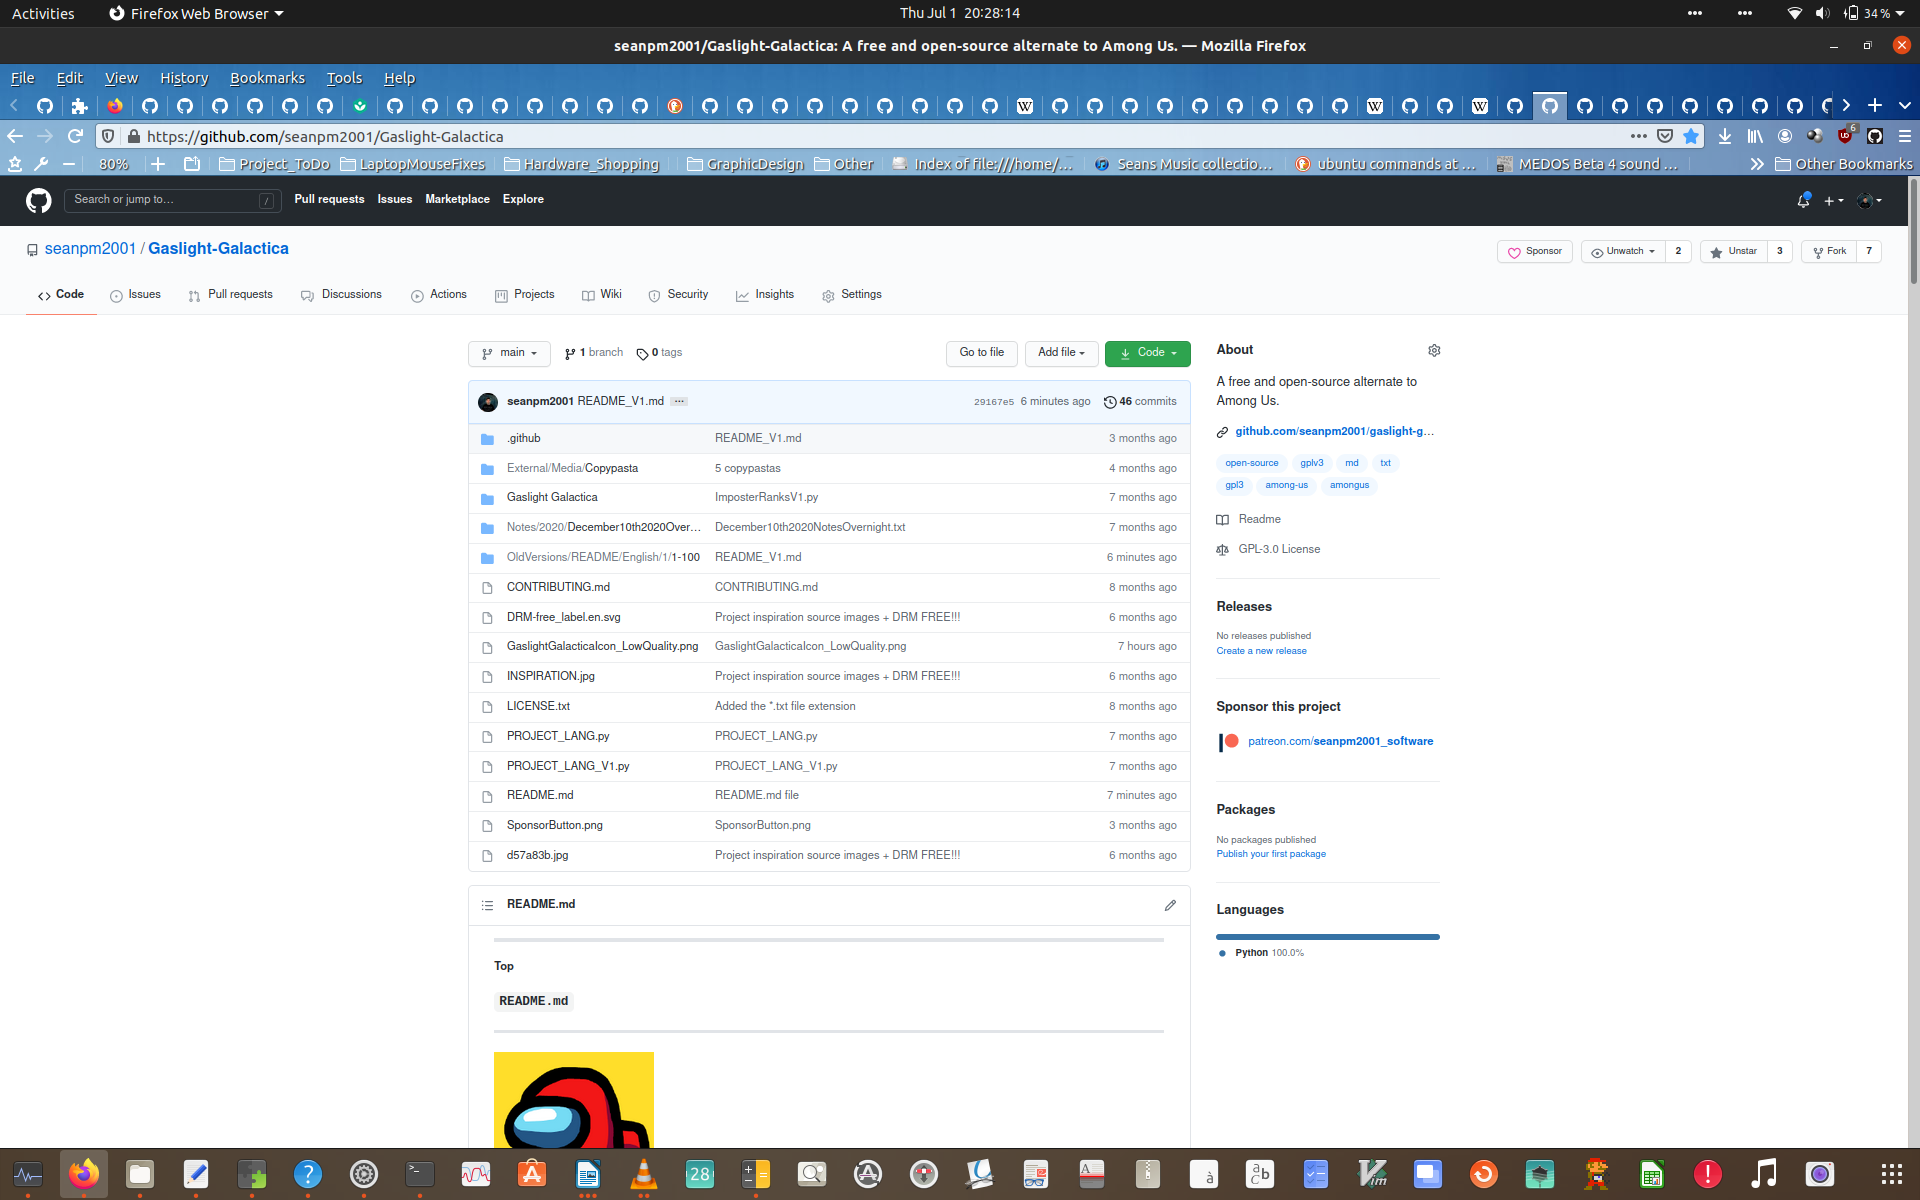 Activities Firefox Web Browser Thu Jul 1 20:28:14 34 %
seanpm2001/Gaslight-Galactica: A free and open-source alternate to Among Us. — Mozilla Firefox
File Edit View History Bookmarks Tools Help
https://github.com/seanpm2001/Gaslight-Galactica 6
80% Project_ToDo LaptopMouseFixes Hardware_Shopping GraphicDesign Other Index of file:///home/... Seans Music collectio... ubuntu commands at ... MEDOS Beta 4 sound ... Other Bookmarks
Search or jump to... / Pull requests Issues Marketplace Explore
seanpm2001 / Gaslight-Galactica Sponsor Unwatch 2 Unstar 3 Fork 7
Code Issues Pull requests Discussions Actions Projects Wiki Security Insights Settings
main 1 branch 0 tags Go to file Add file Code
seanpm2001 README_V1.md ... 29167e5 6 minutes ago 46 commits
.github README_V1.md 3 months ago
External/Media/Copypasta 5 copypastas 4 months ago
Gaslight Galactica ImposterRanksV1.py 7 months ago
Notes/2020/December10th2020Over... December10th2020NotesOvernight.txt 7 months ago
OldVersions/README/English/1/1-100 README_V1.md 6 minutes ago
CONTRIBUTING.md CONTRIBUTING.md 8 months ago
DRM-free_label.en.svg Project inspiration source images + DRM FREE!!! 6 months ago
GaslightGalacticaIcon_LowQuality.png GaslightGalacticaIcon_LowQuality.png 7 hours ago
INSPIRATION.jpg Project inspiration source images + DRM FREE!!! 6 months ago
LICENSE.txt Added the *.txt file extension 8 months ago
PROJECT_LANG.py PROJECT_LANG.py 7 months ago
PROJECT_LANG_V1.py PROJECT_LANG_V1.py 7 months ago
README.md README.md file 7 minutes ago
SponsorButton.png SponsorButton.png 3 months ago
d57a83b.jpg Project inspiration source images + DRM FREE!!! 6 months ago
README.md
Top
README.md
About
A free and open-source alternate to
Among Us.
github.com/seanpm2001/gaslight-g...
open-source gplv3 md txt
gpl3 among-us amongus
Readme
GPL-3.0 License
Releases
No releases published
Create a new release
Sponsor this project
patreon.com/seanpm2001_software
Packages
No packages published
Publish your first package
Languages
Python 100.0%
28